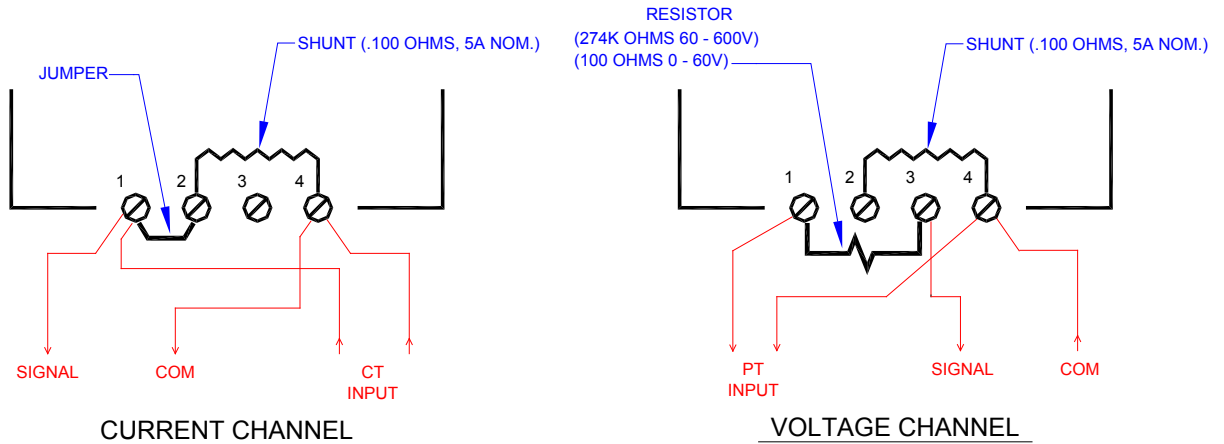 SHUNT (.100 OHMS, 5A NOM.)
JUMPER
1
2
3
4
SIGNAL
COM
CT
INPUT
CURRENT CHANNEL
RESISTOR
(274K OHMS 60 - 600V)
(100 OHMS 0 - 60V)
SHUNT (.100 OHMS, 5A NOM.)
1
2
3
4
PT
INPUT
SIGNAL
COM
VOLTAGE CHANNEL